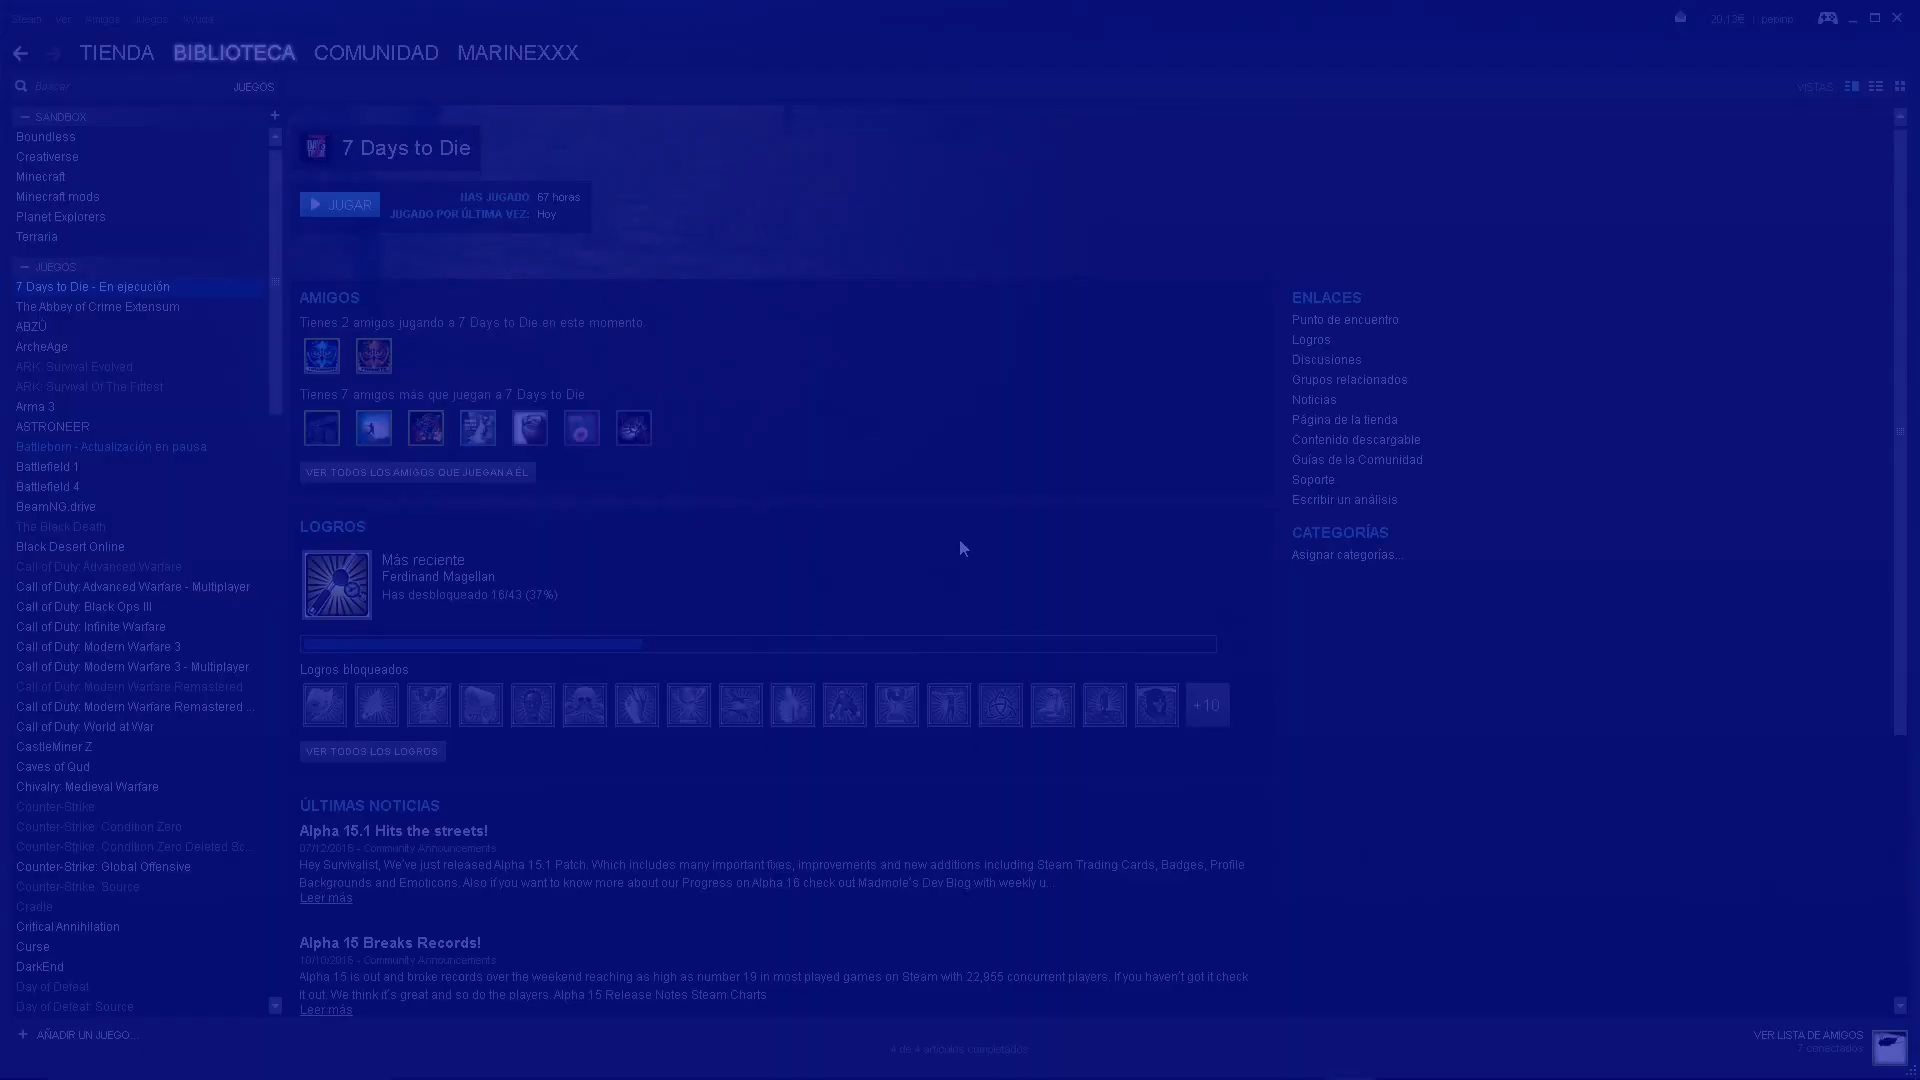 Steam Ver Amigos Juegos Ayuda
20,13€ | pepinp
TIENDA BIBLIOTECA COMUNIDAD MARINEXXX
Buscar JUEGOS
VISTAS
— SANDBOX +
Boundless
Creativerse
Minecraft
Minecraft mods
Planet Explorers
Terraria
— JUEGOS
7 Days to Die - En ejecución
The Abbey of Crime Extensum
ABZÛ
ArcheAge
ARK: Survival Evolved
ARK: Survival Of The Fittest
Arma 3
ASTRONEER
Battleborn - Actualización en pausa
Battlefield 1
Battlefield 4
BeamNG.drive
The Black Death
Black Desert Online
Call of Duty: Advanced Warfare
Call of Duty: Advanced Warfare - Multiplayer
Call of Duty: Black Ops III
Call of Duty: Infinite Warfare
Call of Duty: Modern Warfare 3
Call of Duty: Modern Warfare 3 - Multiplayer
Call of Duty: Modern Warfare Remastered
Call of Duty: Modern Warfare Remastered ...
Call of Duty: World at War
CastleMiner Z
Caves of Qud
Chivalry: Medieval Warfare
Counter-Strike
Counter-Strike: Condition Zero
Counter-Strike: Condition Zero Deleted Sc...
Counter-Strike: Global Offensive
Counter-Strike: Source
Cradle
Critical Annihilation
Curse
DarkEnd
Day of Defeat
Day of Defeat: Source
+ AÑADIR UN JUEGO...
7 Days to Die
JUGAR
HAS JUGADO 67 horas
JUGADO POR ÚLTIMA VEZ: Hoy
AMIGOS
Tienes 2 amigos jugando a 7 Days to Die en este momento.
Tienes 7 amigos más que juegan a 7 Days to Die
VER TODOS LOS AMIGOS QUE JUEGAN A ÉL
LOGROS
Más reciente
Ferdinand Magellan
Has desbloqueado 16/43 (37%)
Logros bloqueados
+10
VER TODOS LOS LOGROS
ÚLTIMAS NOTICIAS
Alpha 15.1 Hits the streets!
07/12/2016 - Community Announcements
Hey Survivalist, We've just released Alpha 15.1 Patch. Which includes many important fixes, improvements and new additions including Steam Trading Cards, Badges, Profile
Backgrounds and Emoticons. Also if you want to know more about our Progress on Alpha 16 check out Madmole's Dev Blog with weekly u...
Leer más
Alpha 15 Breaks Records!
10/10/2016 - Community Announcements
Alpha 15 is out and broke records over the weekend reaching as high as number 19 in most played games on Steam with 22,955 concurrent players. If you haven't got it check
it out. We think it's great and so do the players. Alpha 15 Release Notes Steam Charts
Leer más
ENLACES
Punto de encuentro
Logros
Discusiones
Grupos relacionados
Noticias
Página de la tienda
Contenido descargable
Guías de la Comunidad
Soporte
Escribir un análisis
CATEGORÍAS
Asignar categorías...
4 de 4 artículos completados
VER LISTA DE AMIGOS
7 conectados